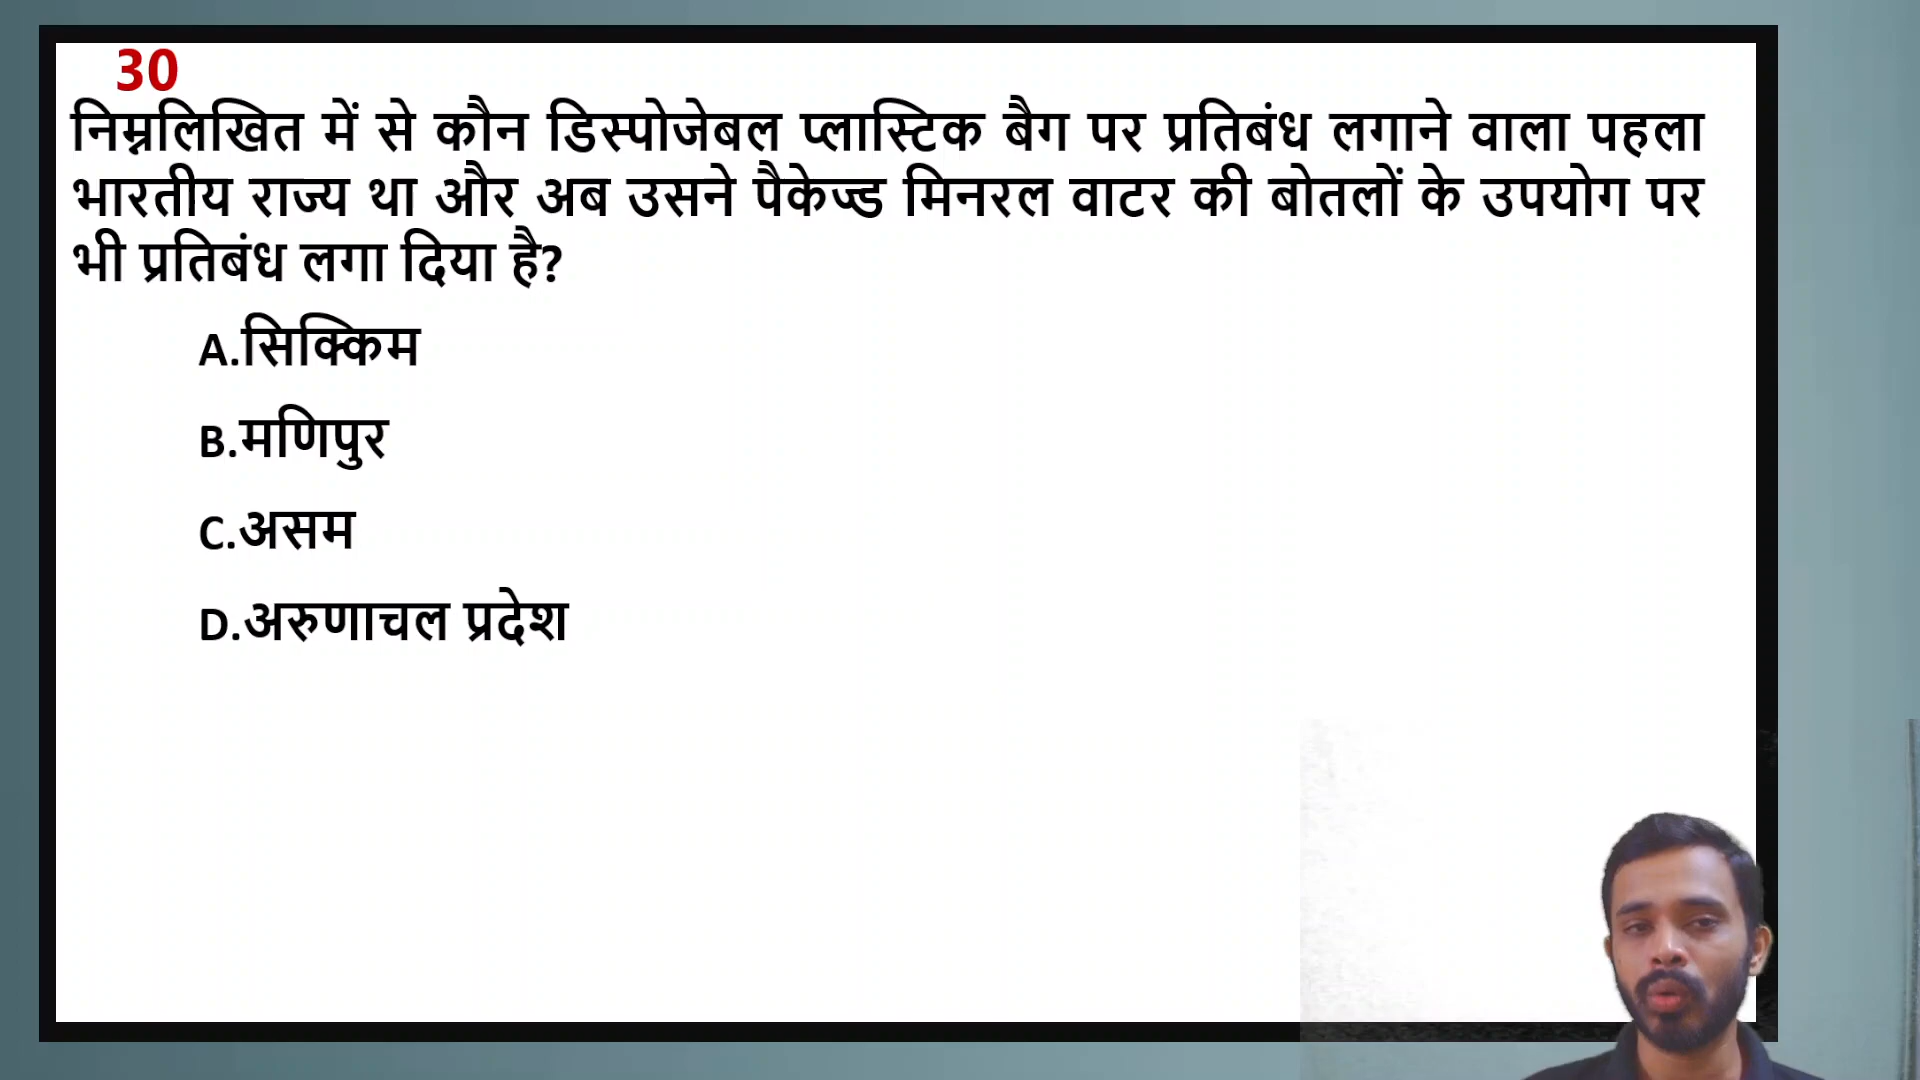 30
निम्नलिखित में से कौन डिस्पोजेबल प्लास्टिक बैग पर प्रतिबंध लगाने वाला पहला
भारतीय राज्य था और अब उसने पैकेज्ड मिनरल वाटर की बोतलों के उपयोग पर
भी प्रतिबंध लगा दिया है?
A.सिक्किम
B.मणिपुर
C.असम
D.अरुणाचल प्रदेश